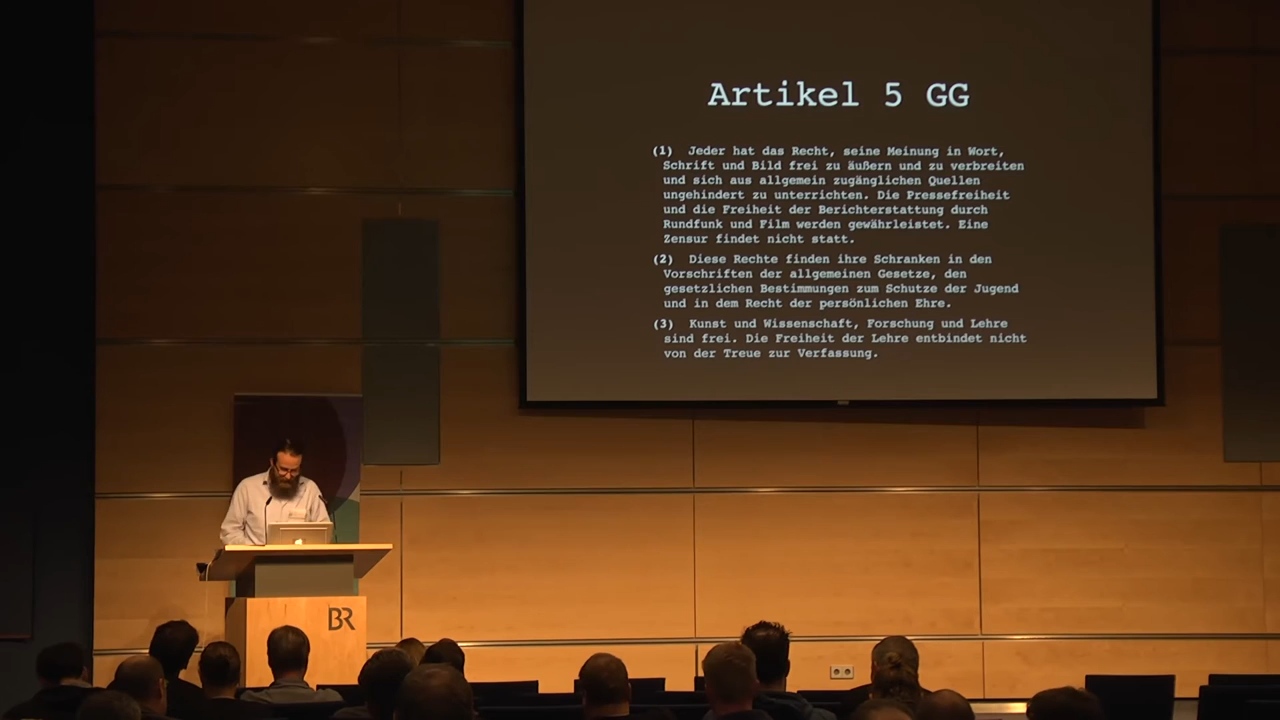 Artikel 5 GG
(1) Jeder hat das Recht, seine Meinung in Wort,
Schrift und Bild frei zu äußern und zu verbreiten
und sich aus allgemein zugänglichen Quellen
ungehindert zu unterrichten. Die Pressefreiheit
und die Freiheit der Berichterstattung durch
Rundfunk und Film werden gewährleistet. Eine
Zensur findet nicht statt.
(2) Diese Rechte finden ihre Schranken in den
Vorschriften der allgemeinen Gesetze, den
gesetzlichen Bestimmungen zum Schutze der Jugend
und in dem Recht der persönlichen Ehre.
(3) Kunst und Wissenschaft, Forschung und Lehre
sind frei. Die Freiheit der Lehre entbindet nicht
von der Treue zur Verfassung.
BR